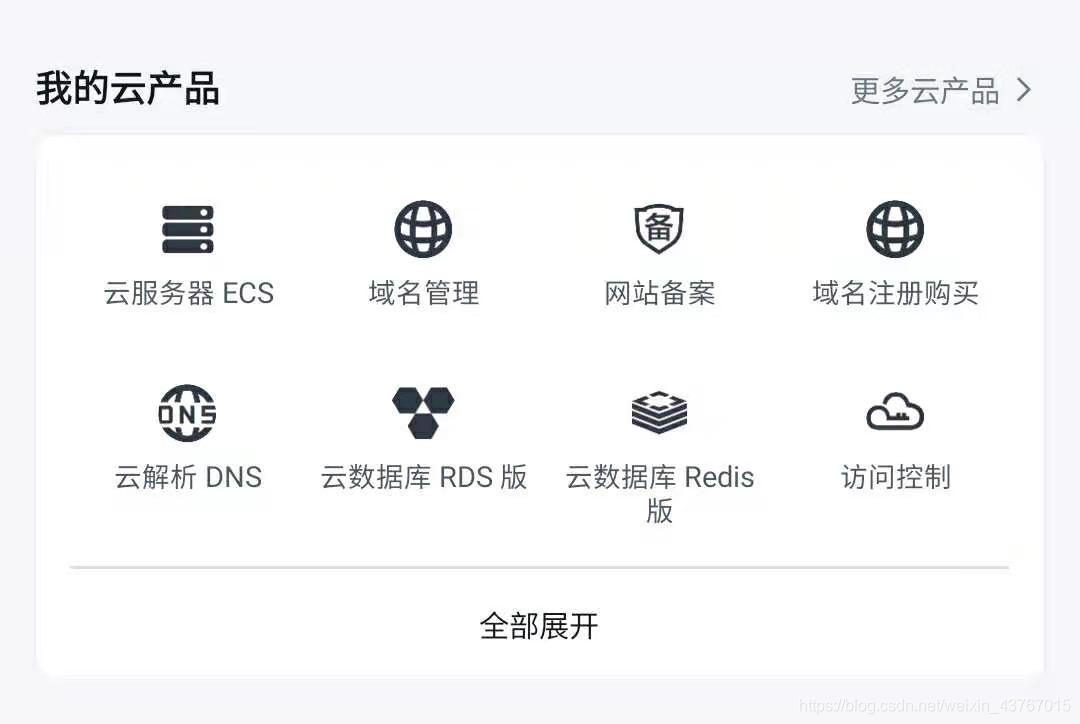 我的云产品
更多云产品
备
云服务器 ECS
域名管理
网站备案
域名注册购买
DNS
云解析 DNS
云数据库 RDS 版
云数据库 Redis
版
访问控制
全部展开
https://blog.csdn.net/weixin_43767015